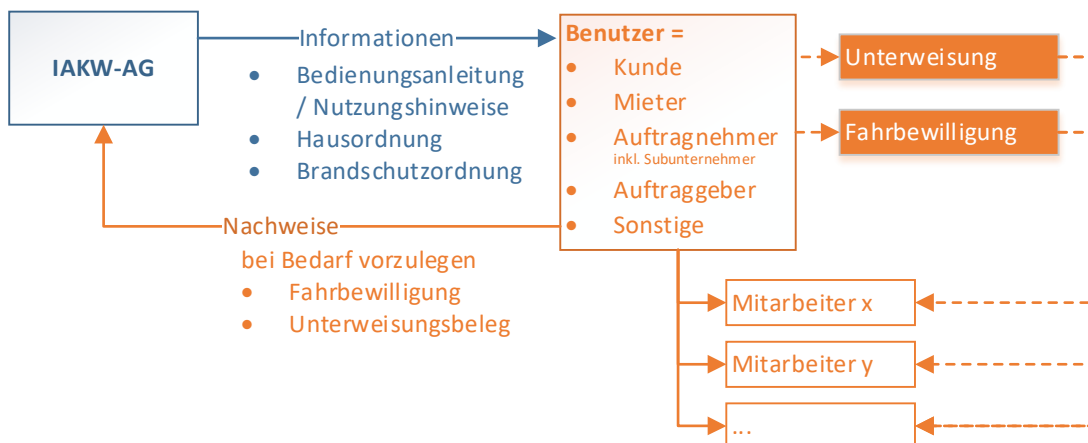 IAKW-AG
Informationen
• Bedienungsanleitung
/ Nutzungshinweise
• Hausordnung
• Brandschutzordnung
Nachweise
bei Bedarf vorzulegen
• Fahrbewilligung
• Unterweisungsbeleg
Benutzer =
• Kunde
• Mieter
• Auftragnehmer
inkl. Subunternehmer
• Auftraggeber
• Sonstige
Unterweisung
Fahrbewilligung
Mitarbeiter x
Mitarbeiter y
...